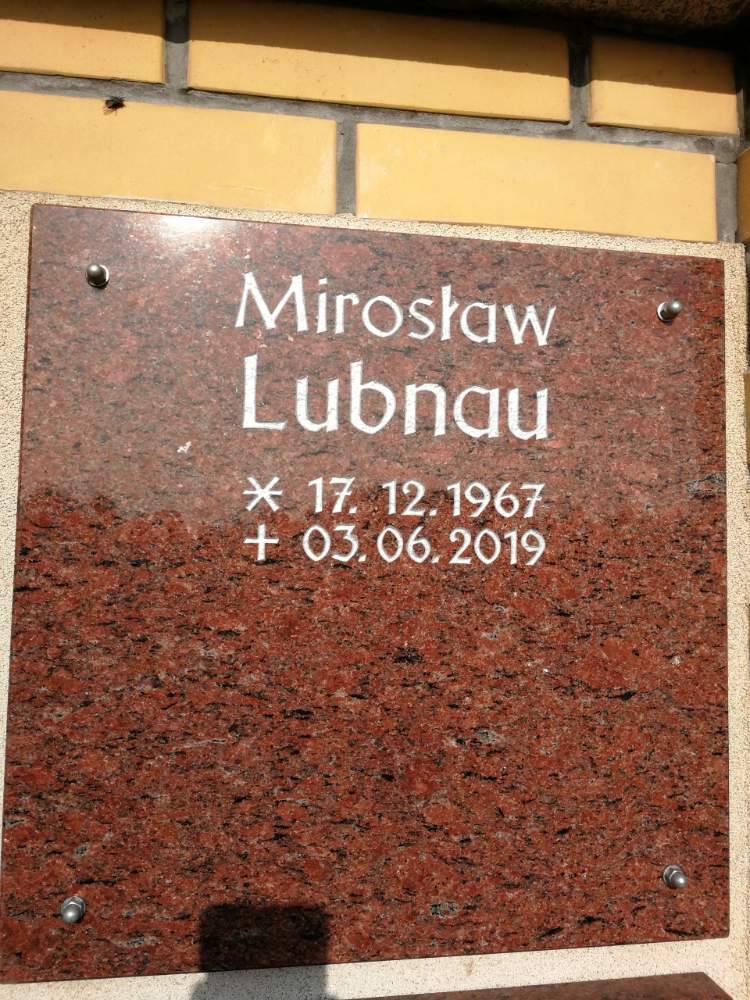 Mirosław
Lubnau
* 17. 12. 1967
+ 03. 06. 2019